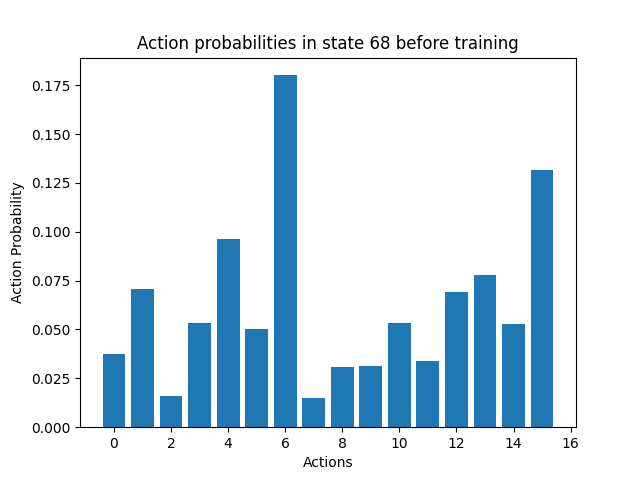 Action probabilities in state 68 before training
0.175
0.150
0.125
0.100
0.075
0.050
0.025
0.000
Action Probability
0 2 4 6 8 10 12 14 16
Actions